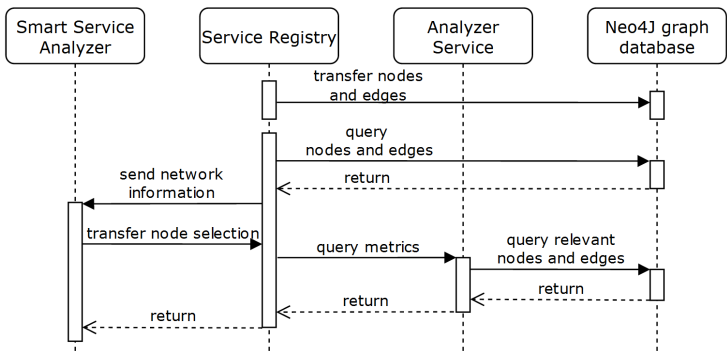 Smart Service
Analyzer
Service Registry
Analyzer
Service
Neo4J graph
database
transfer nodes
and edges
query
nodes and edges
return
send network
information
transfer node selection
query metrics
query relevant
nodes and edges
return
return
return